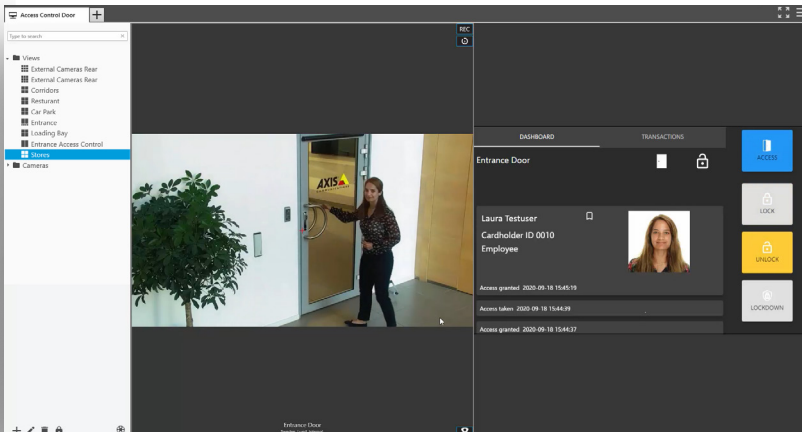 Access Control Door
REC
Type to search
Views
External Cameras Rear
External Cameras Rear
Corridors
Resturant
Car Park
Entrance
Loading Bay
Entrance Access Control
Stores
Cameras
AXIS
DASHBOARD
TRANSACTIONS
Entrance Door
Laura Testuser
Cardholder ID 0010
Employee
Access granted 2020-09-18 15:45:19
Access taken 2020-09-18 15:44:39
Access granted 2020-09-18 15:44:37
ACCESS
LOCK
UNLOCK
LOCKDOWN
Entrance Door